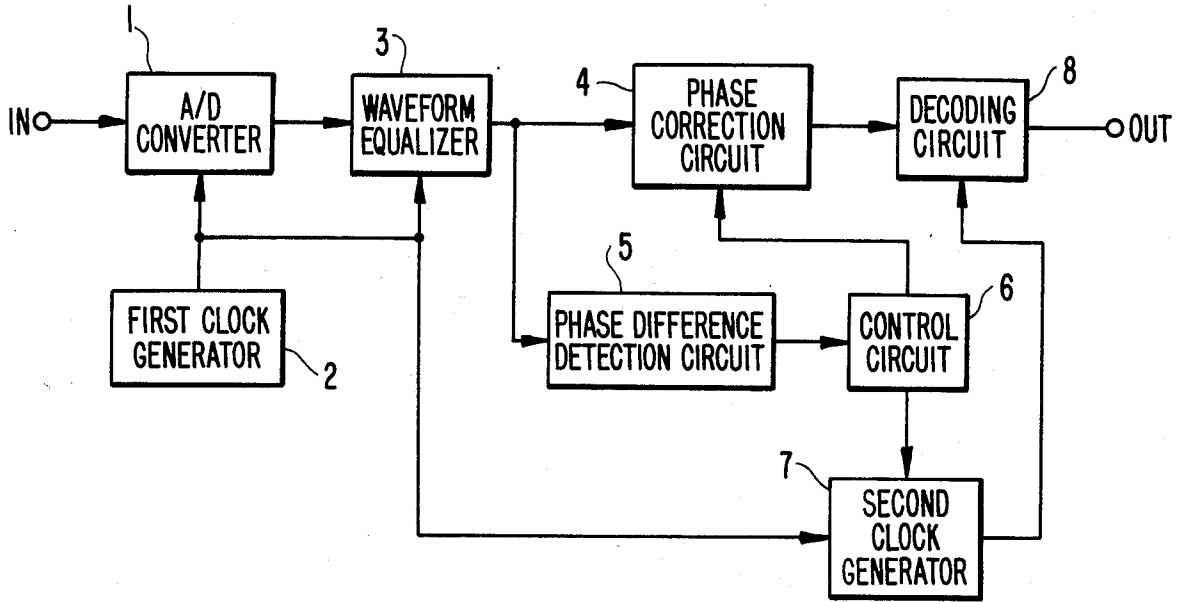 1
3
4
8
IN
A/D
CONVERTER
WAVEFORM
EQUALIZER
PHASE
CORRECTION
CIRCUIT
DECODING
CIRCUIT
OUT
5
6
FIRST CLOCK
GENERATOR
2
PHASE DIFFERENCE
DETECTION CIRCUIT
CONTROL
CIRCUIT
7
SECOND
CLOCK
GENERATOR